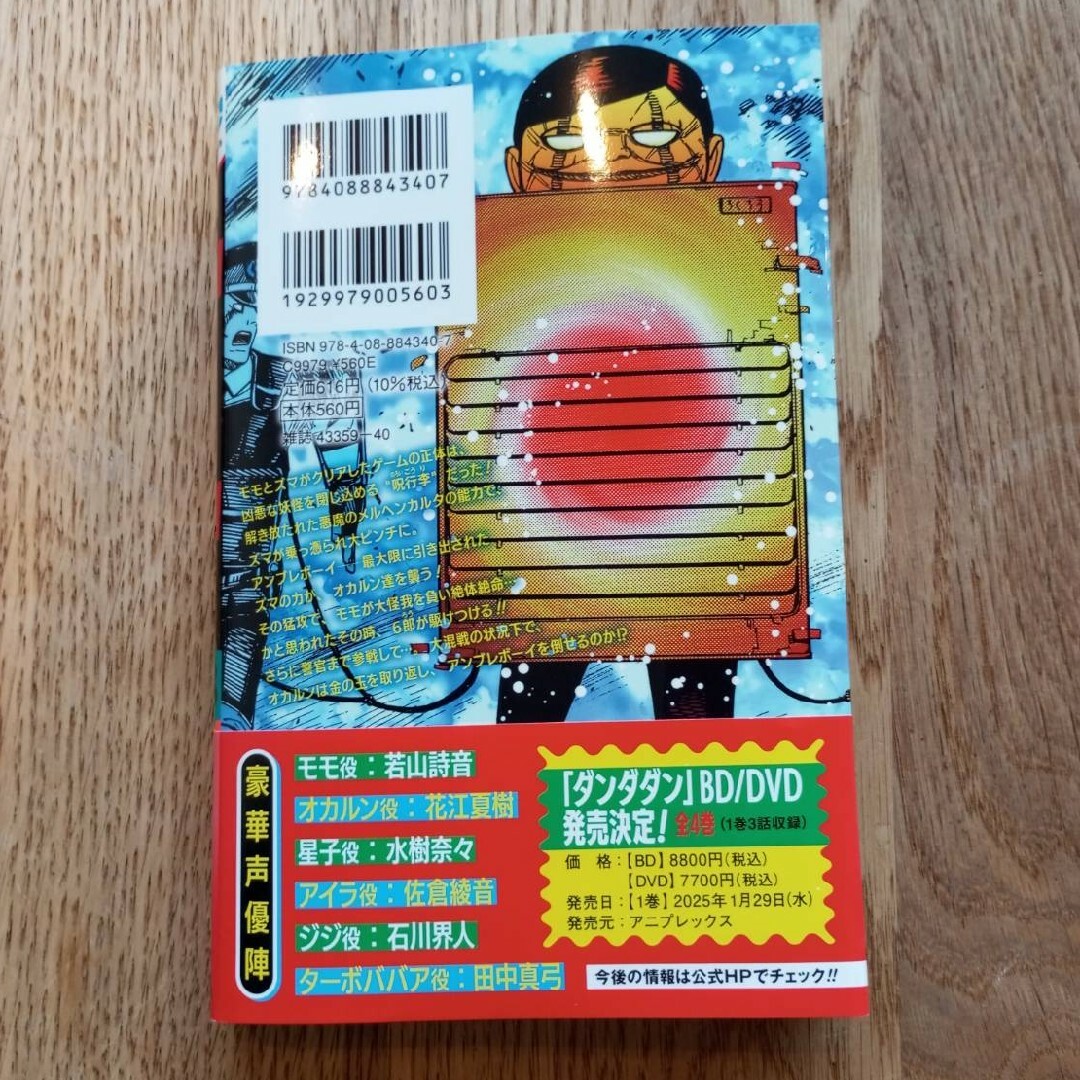 9784088843407
1929979005603
ISBN 978-4-08-884340-7
C9979 ¥560E
定価616円(10%税込)
本体560円
雑誌 43359-40
ろくろう
モモとズマがクリアしたゲームの正体は、
凶悪な妖怪を閉じ込める“呪行李”だった!
解き放たれた悪魔のメルヘンカルタの能力で、
ズマが乗っ憑られ大ピンチに。
アンブレボーイ… 最大限に引き出された
ズマの力が、オカルン達を襲う!
その猛攻で、モモが大怪我を負い絶体絶命…
かと思われたその時、6郎が駆けつける!!
さらに警官まで参戦して…。大混戦の状況下で、
オカルンは金の玉を取り返し、アンブレボーイを倒せるのか!?
豪華声優陣
モモ役:若山詩音
オカルン役:花江夏樹
星子役:水樹奈々
アイラ役:佐倉綾音
ジジ役:石川界人
ターボババア役:田中真弓
「ダンダダン」BD/DVD
発売決定! 全4巻 (1巻3話収録)
価 格:【BD】8800円(税込)
【DVD】7700円(税込)
発売日:【1巻】2025年1月29日(水)
発売元:アニプレックス
今後の情報は公式HPでチェック!!